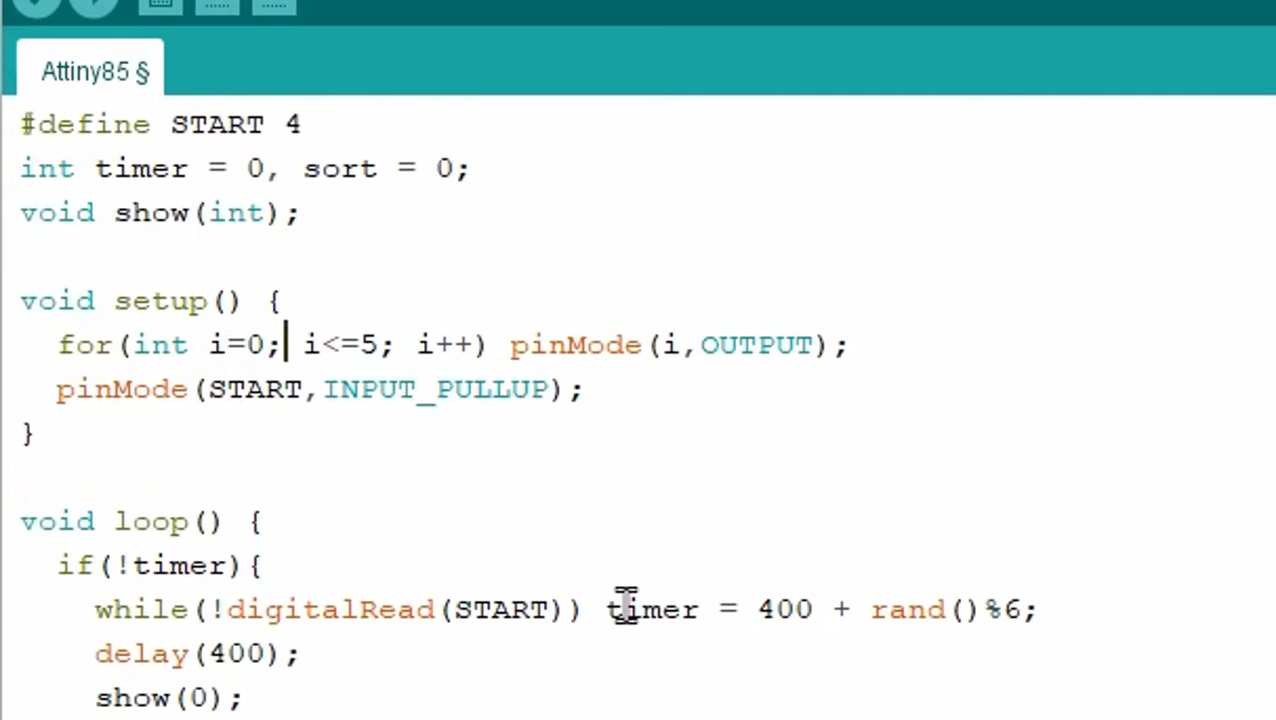 Attiny85 §
#define START 4
int timer = 0, sort = 0;
void show(int);
void setup() {
  for(int i=0; i<=5; i++) pinMode(i,OUTPUT);
  pinMode(START,INPUT_PULLUP);
}
void loop() {
  if(!timer){
    while(!digitalRead(START)) timer = 400 + rand()%6;
    delay(400);
    show(0);